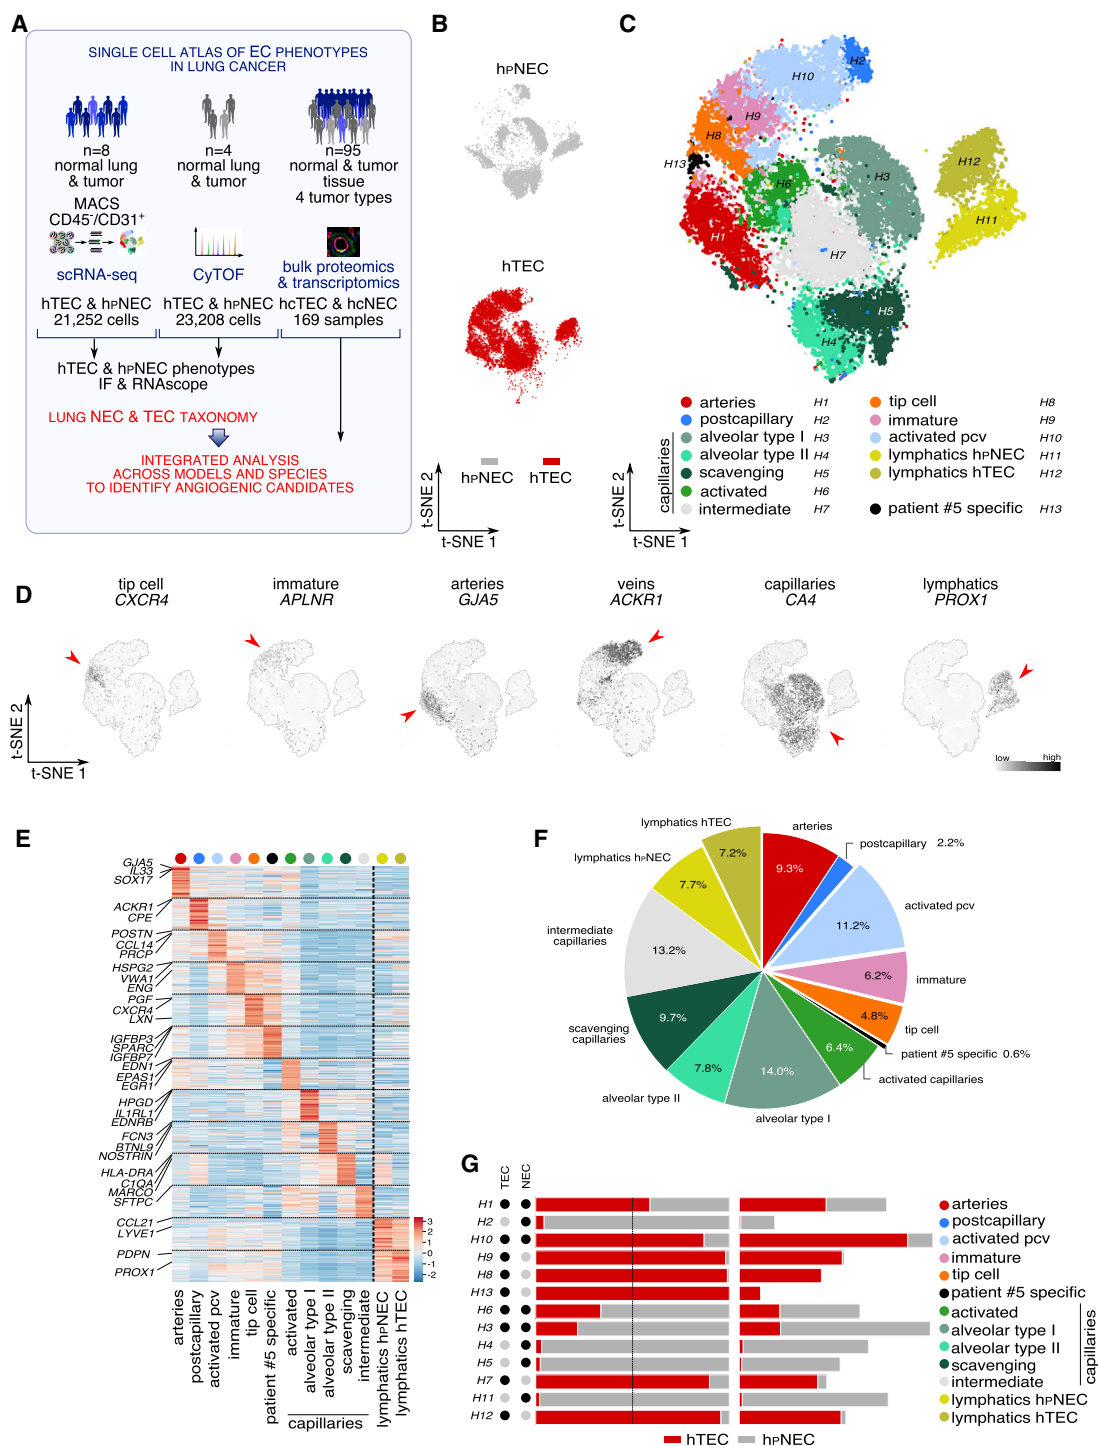 A
SINGLE CELL ATLAS OF EC PHENOTYPES
IN LUNG CANCER
n=8
normal lung
& tumor
n=4
normal lung
& tumor
n=95
normal & tumor
tissue
4 tumor types
MACS
CD45-/CD31+
scRNA-seq
CyTOF
bulk proteomics
& transcriptomics
hTEC & hPNEC
21,252 cells
hTEC & hPNEC
23,208 cells
hcTEC & hcNEC
169 samples
hTEC & hPNEC phenotypes
IF & RNAscope
LUNG NEC & TEC TAXONOMY
INTEGRATED ANALYSIS
ACROSS MODELS AND SPECIES
TO IDENTIFY ANGIOGENIC CANDIDATES
B
hPNEC
hTEC
hPNEC
hTEC
t-SNE 2
t-SNE 1
C
H10
H2
H9
H8
H13
H6
H3
H12
H11
H1
H7
H5
H4
arteries H1
postcapillary H2
alveolar type I H3
alveolar type II H4
scavenging H5
activated H6
intermediate H7
capillaries
tip cell H8
immature H9
activated pcv H10
lymphatics hPNEC H11
lymphatics hTEC H12
patient #5 specific H13
t-SNE 2
t-SNE 1
D
tip cell
CXCR4
immature
APLNR
arteries
GJA5
veins
ACKR1
capillaries
CA4
lymphatics
PROX1
t-SNE 2
t-SNE 1
low high
E
GJA5
IL33
SOX17
ACKR1
CPE
POSTN
CCL14
PRCP
HSPG2
VWA1
ENG
PGF
CXCR4
LXN
IGFBP3
SPARC
IGFBP7
EDN1
EPAS1
EGR1
HPGD
IL1RL1
EDNRB
FCN3
BTNL9
NOSTRIN
HLA-DRA
C1QA
MARCO
SFTPC
CCL21
LYVE1
PDPN
PROX1
3
2
1
0
-1
-2
arteries
postcapillary
activated pcv
immature
tip cell
patient #5 specific
activated
alveolar type I
alveolar type II
scavenging
intermediate
lymphatics hPNEC
lymphatics hTEC
capillaries
F
lymphatics hTEC
7.2%
arteries
9.3%
postcapillary 2.2%
activated pcv
11.2%
immature
6.2%
tip cell
4.8%
patient #5 specific 0.6%
activated capillaries
6.4%
alveolar type I
14.0%
alveolar type II
7.8%
scavenging
capillaries
9.7%
intermediate
capillaries
13.2%
lymphatics hPNEC
7.7%
G
TEC
NEC
H1
H2
H10
H9
H8
H13
H6
H3
H4
H5
H7
H11
H12
arteries
postcapillary
activated pcv
immature
tip cell
patient #5 specific
activated
alveolar type I
alveolar type II
scavenging
intermediate
lymphatics hPNEC
lymphatics hTEC
capillaries
hTEC
hPNEC